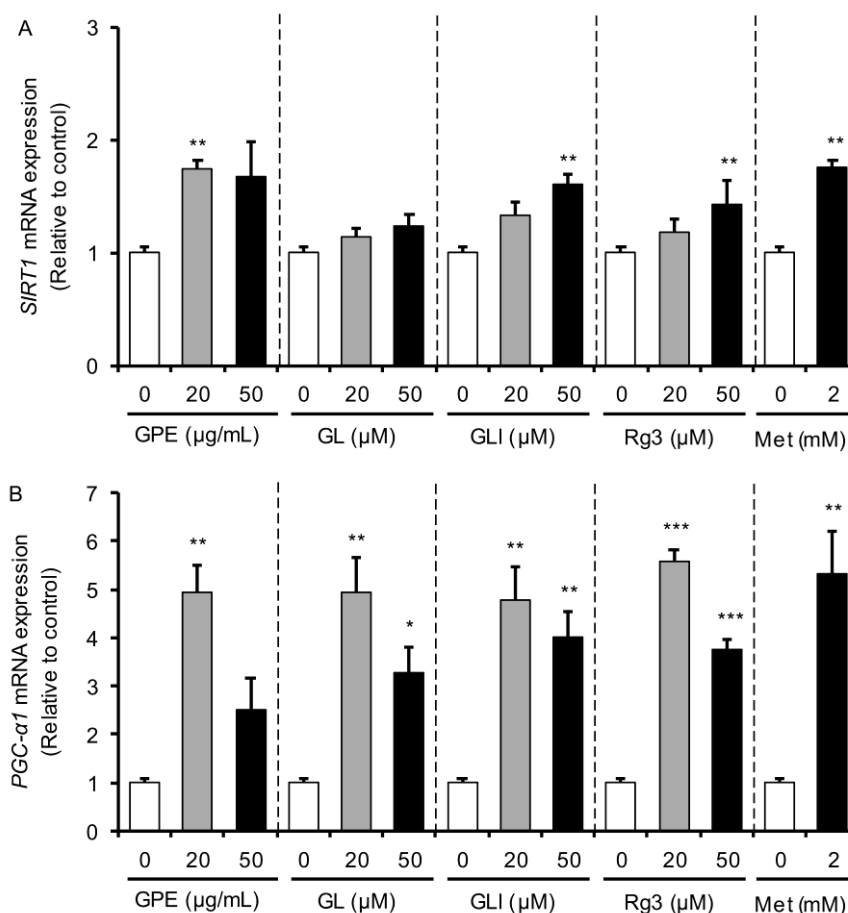 A
SIRT1 mRNA expression
(Relative to control)
3
2
1
0
** ** ** **
0 20 50 0 20 50 0 20 50 0 20 50 0 2
GPE (µg/mL) GL (µM) GLI (µM) Rg3 (µM) Met (mM)
B
PGC-α1 mRNA expression
(Relative to control)
7
6
5
4
3
2
1
0
** ** * ** ** *** *** **
0 20 50 0 20 50 0 20 50 0 20 50 0 2
GPE (µg/mL) GL (µM) GLI (µM) Rg3 (µM) Met (mM)